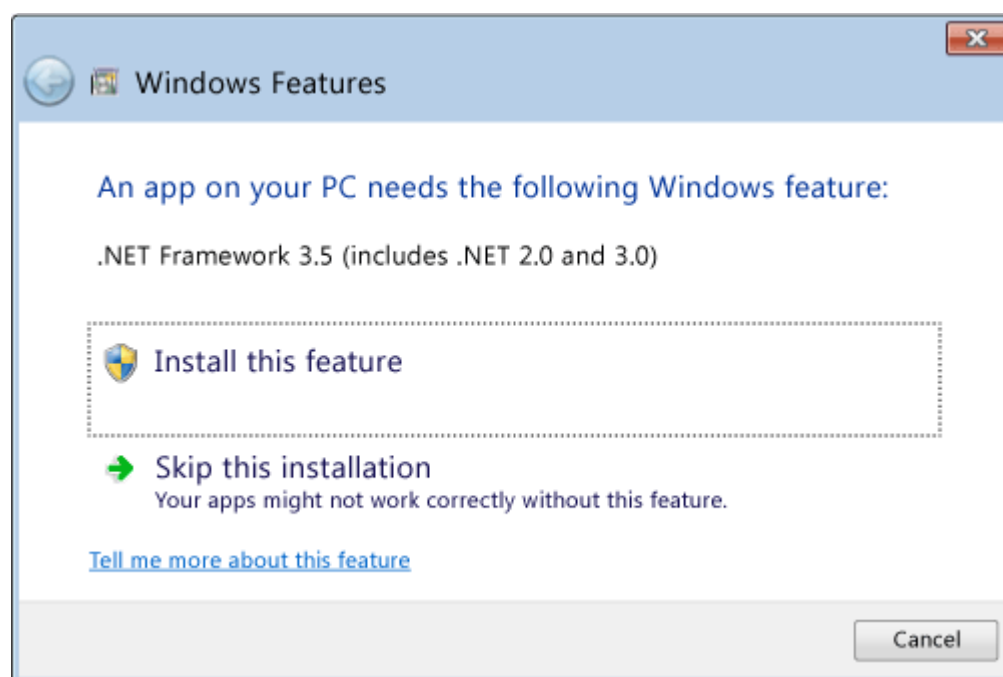 Windows Features
An app on your PC needs the following Windows feature:
.NET Framework 3.5 (includes .NET 2.0 and 3.0)
Install this feature
Skip this installation
Your apps might not work correctly without this feature.
Tell me more about this feature
Cancel